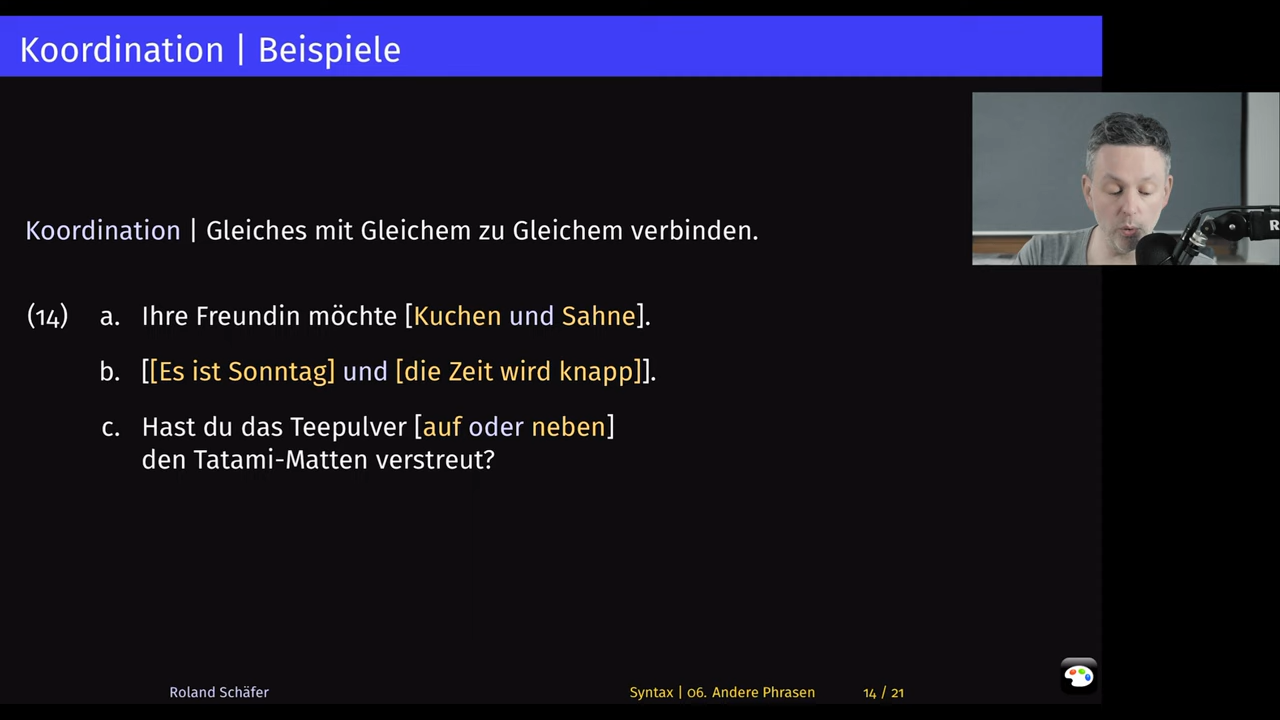 Koordination | Beispiele
Koordination | Gleiches mit Gleichem zu Gleichem verbinden.
(14) a. Ihre Freundin möchte [Kuchen und Sahne].
b. [[Es ist Sonntag] und [die Zeit wird knapp]].
c. Hast du das Teepulver [auf oder neben]
den Tatami-Matten verstreut?
Roland Schäfer Syntax | 06. Andere Phrasen 14 / 21
R